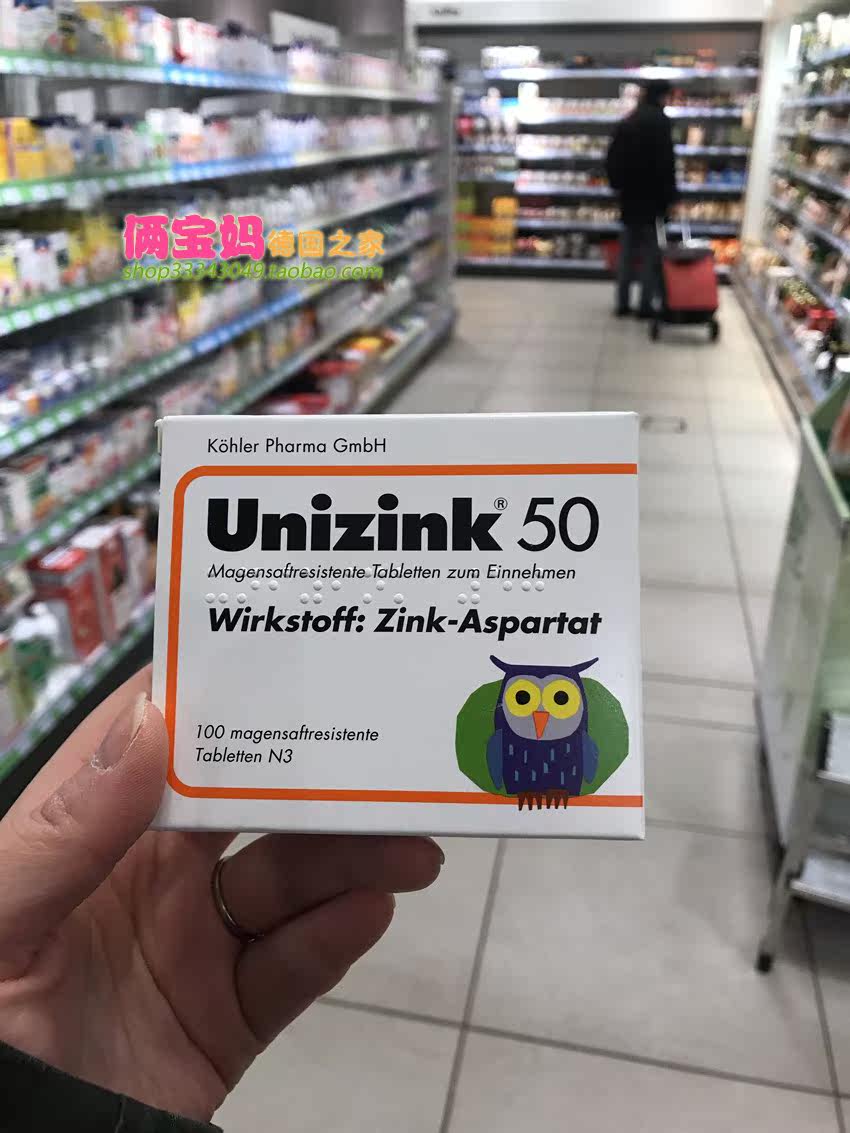 俩宝妈德国之家
shop33343049.taobao.com
Köhler Pharma GmbH
Unizink® 50
Magensaftresistente Tabletten zum Einnehmen
Wirkstoff: Zink-Aspartat
100 magensaftresistente
Tabletten N3